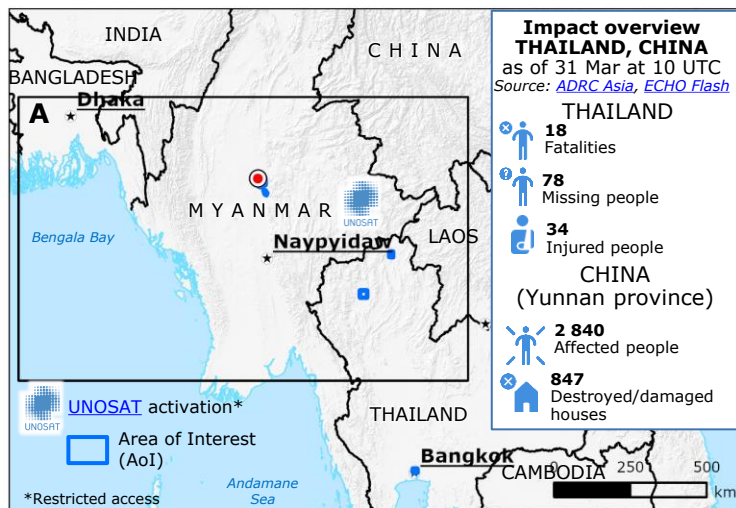 INDIA
CHINA
BANGLADESH
Dhaka
A
MYANMAR
UNOSAT
Bengala Bay
Naypyidaw
LAOS
UNOSAT
UNOSAT activation*
Area of Interest
(AoI)
THAILAND
Bangkok
CAMBODIA
Andamane
Sea
*Restricted access
0 250 500
km
Impact overview
THAILAND, CHINA
as of 31 Mar at 10 UTC
Source: ADRC Asia, ECHO Flash
THAILAND
18
Fatalities
78
Missing people
34
Injured people
CHINA
(Yunnan province)
2 840
Affected people
847
Destroyed/damaged
houses